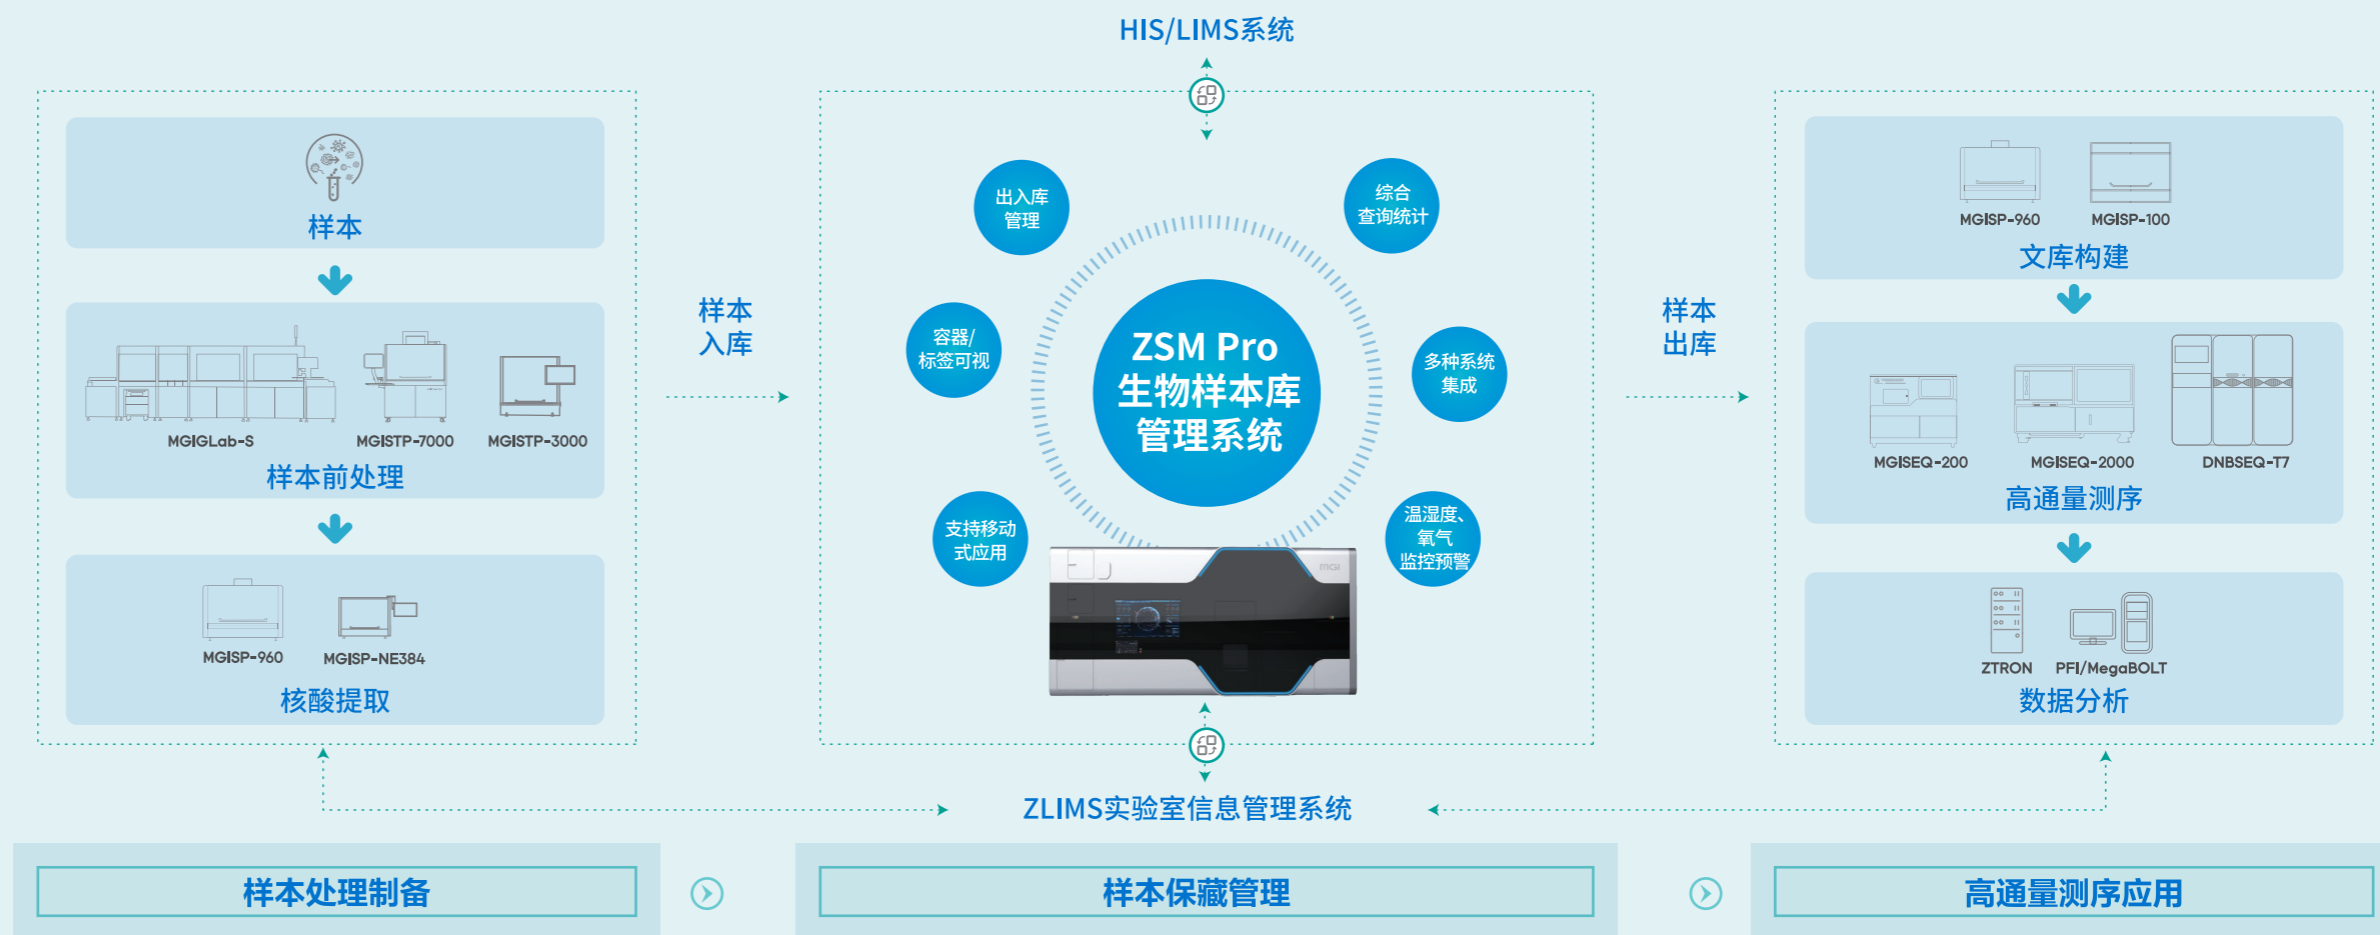 HIS/LIMS系统
样本
MGIGLab-S
MGISTP-7000
MGISTP-3000
样本前处理
MGISP-960
MGISP-NE384
核酸提取
样本
入库
出入库
管理
综合
查询统计
容器/
标签可视
ZSM Pro
生物样本库
管理系统
多种系统
集成
支持移动
式应用
温湿度、
氧气
监控预警
MGI
样本
出库
MGISP-960
MGISP-100
文库构建
MGISEQ-200
MGISEQ-2000
DNBSEQ-T7
高通量测序
ZTRON
PFI/MegaBOLT
数据分析
ZLIMS实验室信息管理系统
样本处理制备
样本保藏管理
高通量测序应用